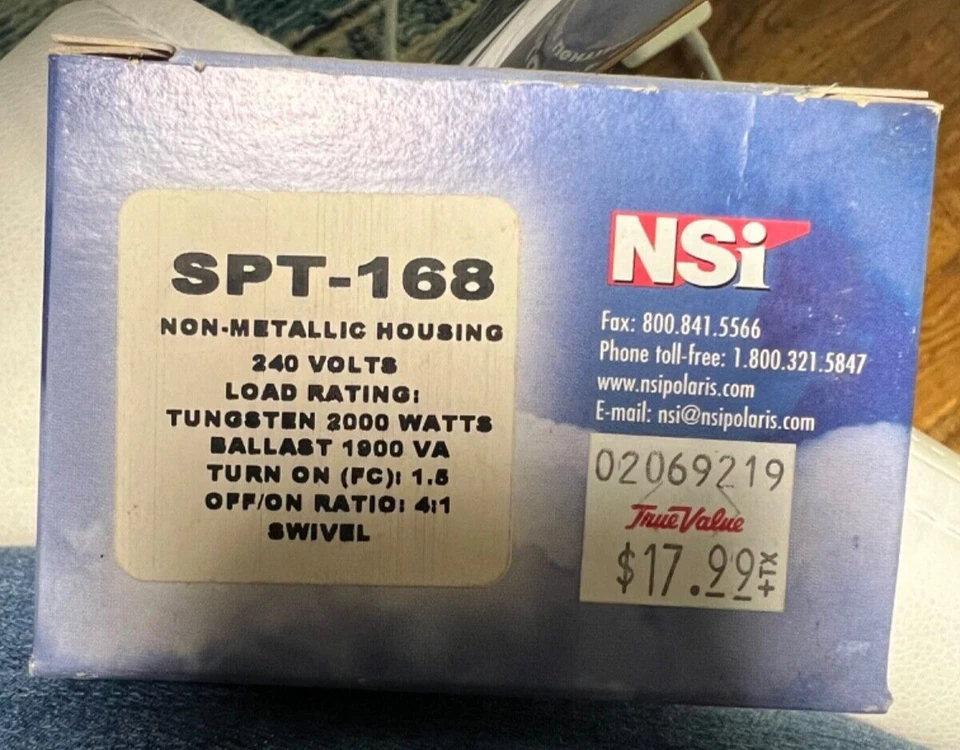 SPT-168
NON-METALLIC HOUSING
240 VOLTS
LOAD RATING:
TUNGSTEN 2000 WATTS
BALLAST 1900 VA
TURN ON (FC): 1.5
OFF/ON RATIO: 4:1
SWIVEL
NSi
Fax: 800.841.5566
Phone toll-free: 1.800.321.5847
www.nsipolaris.com
E-mail: nsi@nsipolaris.com
02069219
True Value
$17.99+TX